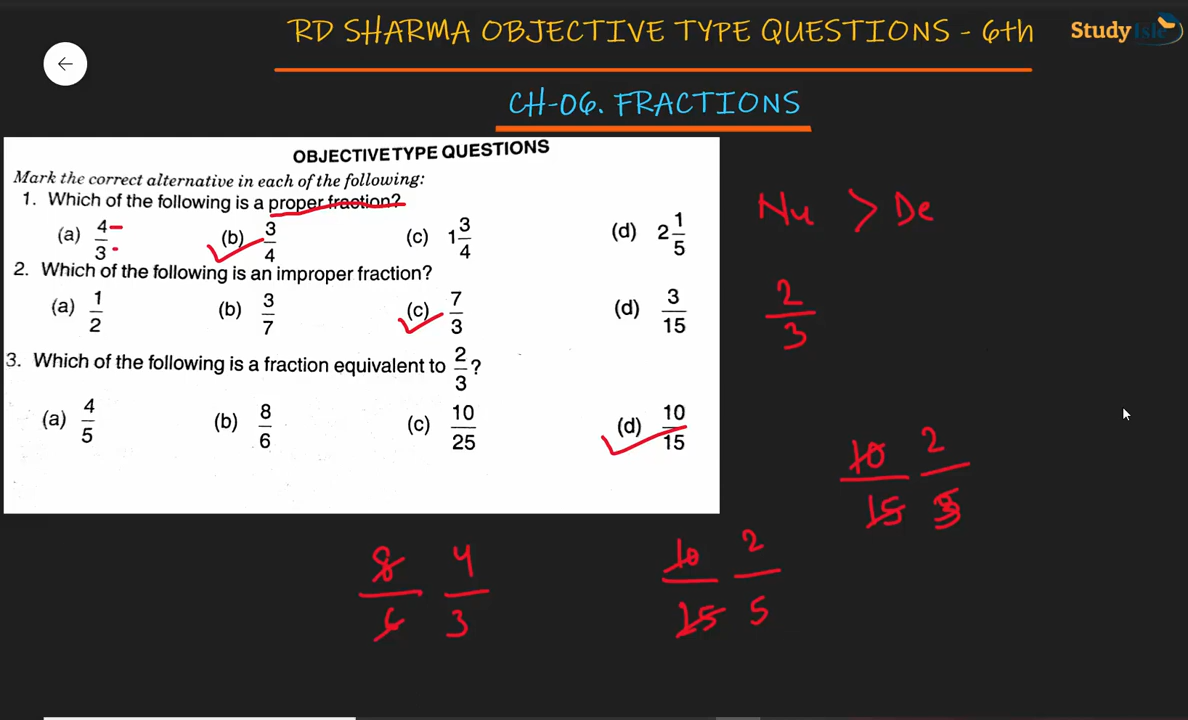 RD SHARMA OBJECTIVE TYPE QUESTIONS - 6th
StudyIsle
CH-06. FRACTIONS
OBJECTIVE TYPE QUESTIONS
Mark the correct alternative in each of the following:
1. Which of the following is a proper fraction?
(a) 4/3 (b) 3/4 (c) 1 3/4 (d) 2 1/5
2. Which of the following is an improper fraction?
(a) 1/2 (b) 3/7 (c) 7/3 (d) 3/15
3. Which of the following is a fraction equivalent to 2/3?
(a) 4/5 (b) 8/6 (c) 10/25 (d) 10/15
Nu > De
2/3
10/15 2/3
8/6 4/3
10/25 2/5